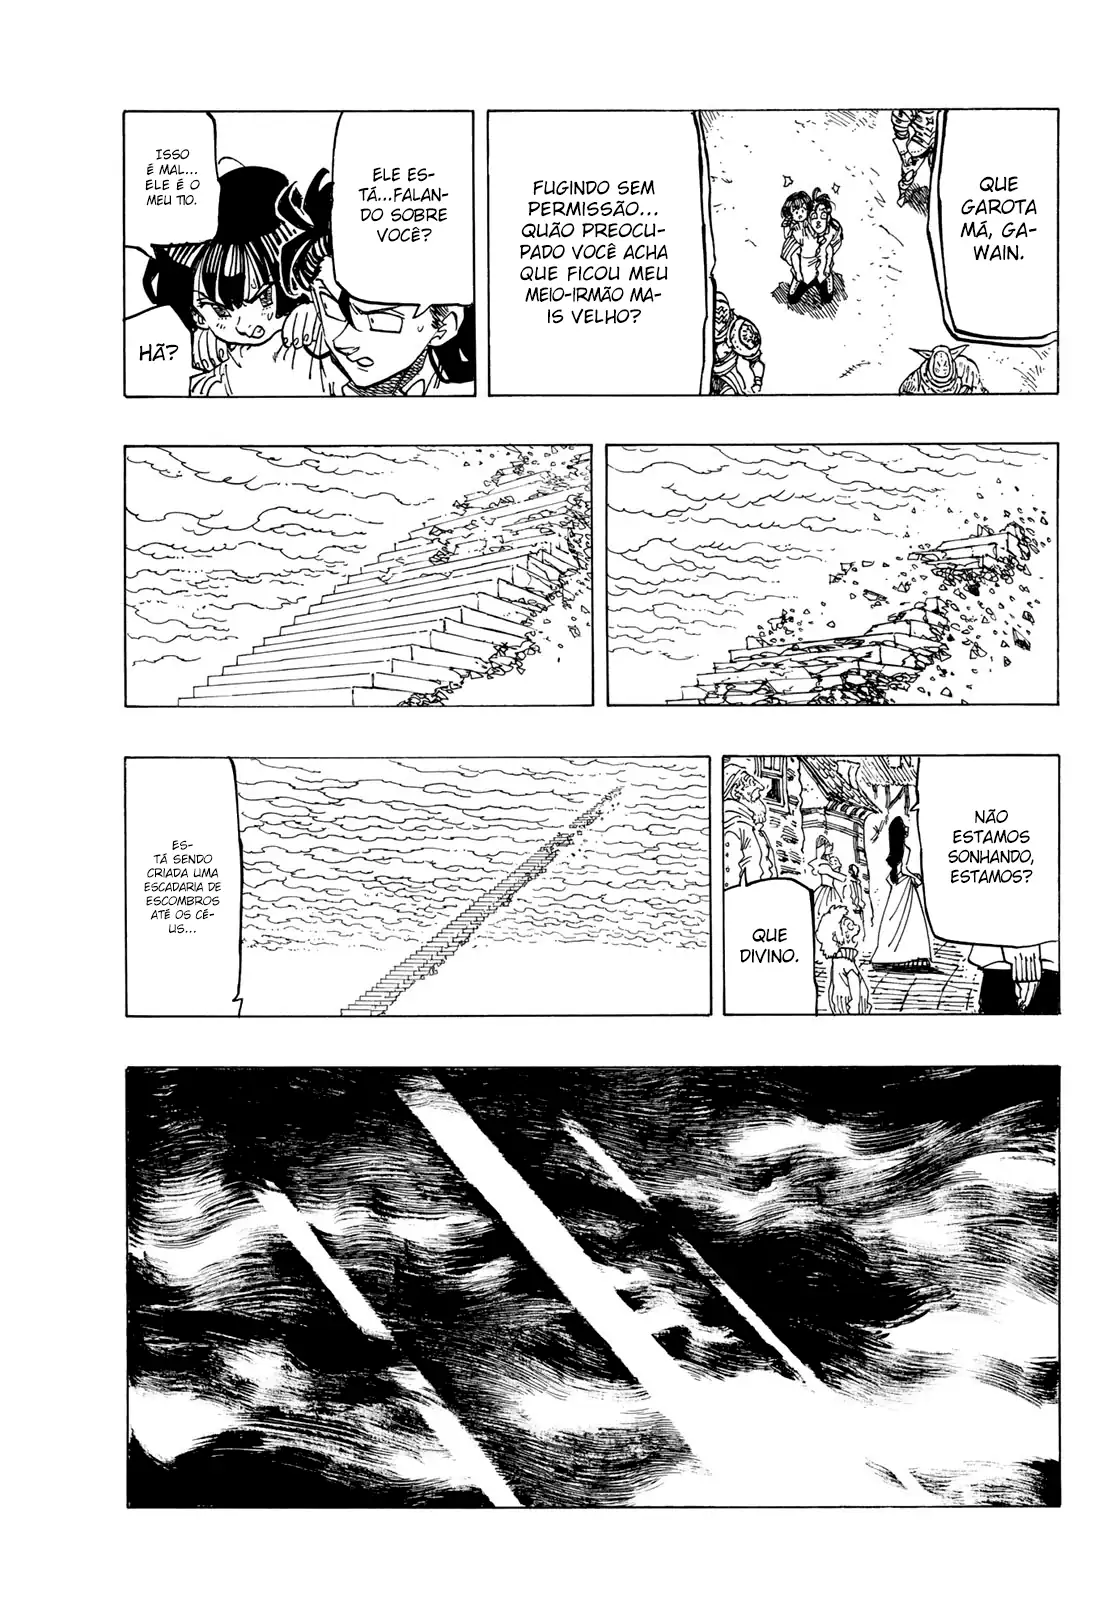 QUE
GAROTA
MÁ, GA-
WAIN.
FUGINDO SEM
PERMISSÃO...
QUÃO PREOCU-
PADO VOCÊ ACHA
QUE FICOU MEU
MEIO-IRMÃO MA-
IS VELHO?
ELE ES-
TÁ...FALAN-
DO SOBRE
VOCÊ?
ISSO
É MAL...
ELE É O
MEU TIO.
HÃ?
NÃO
ESTAMOS
SONHANDO,
ESTAMOS?
QUE
DIVINO.
ES-
TÁ SENDO
CRIADA UMA
ESCADARIA DE
ESCOMBROS
ATÉ OS CÉ-
US...